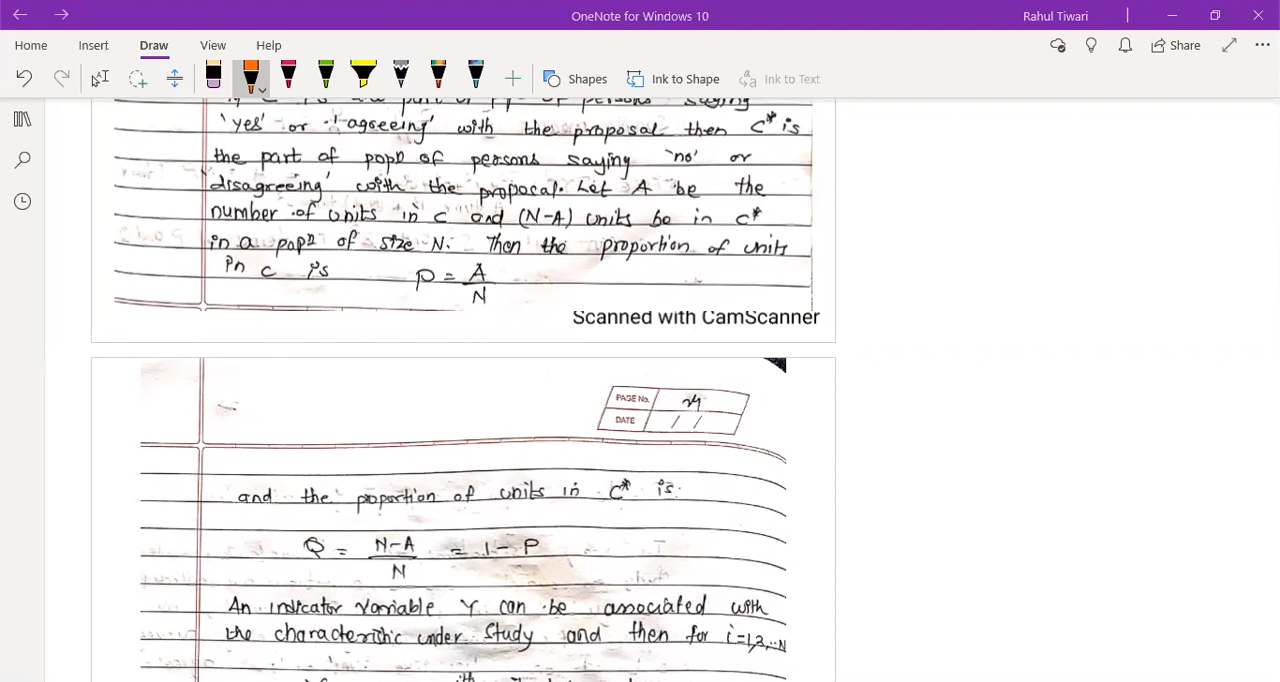 OneNote for Windows 10
Rahul Tiwari
Home Insert Draw View Help
Share
Shapes Ink to Shape Ink to Text
of persons saying
'yes' or 'agreeing' with the proposal then C* is
the part of popn of persons saying 'no' or
'disagreeing' with the proposal. Let A be the
number of units in C and (N-A) units be in C*
in a popn of size N. Then the proportion of units
in C is P = A/N
Scanned with CamScanner
PAGE No.
DATE / /
and the proportion of units in C* is
Q = N-A/N = 1-P
An indicator variable Y can be associated with
the characteristic under study and then for i=1,2,..N